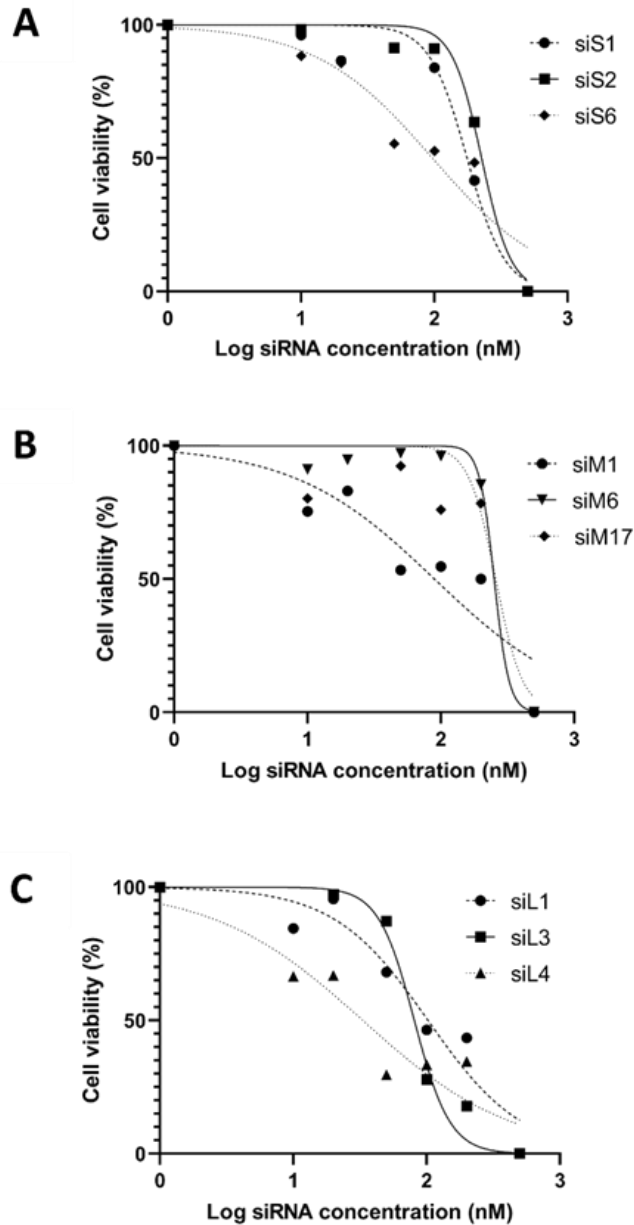 A
Cell viability (%)
100
50
0
0
1
2
3
Log siRNA concentration (nM)
siS1
siS2
siS6
B
Cell viability (%)
100
50
0
0
1
2
3
Log siRNA concentration (nM)
siM1
siM6
siM17
C
Cell viability (%)
100
50
0
0
1
2
3
Log siRNA concentration (nM)
siL1
siL3
siL4